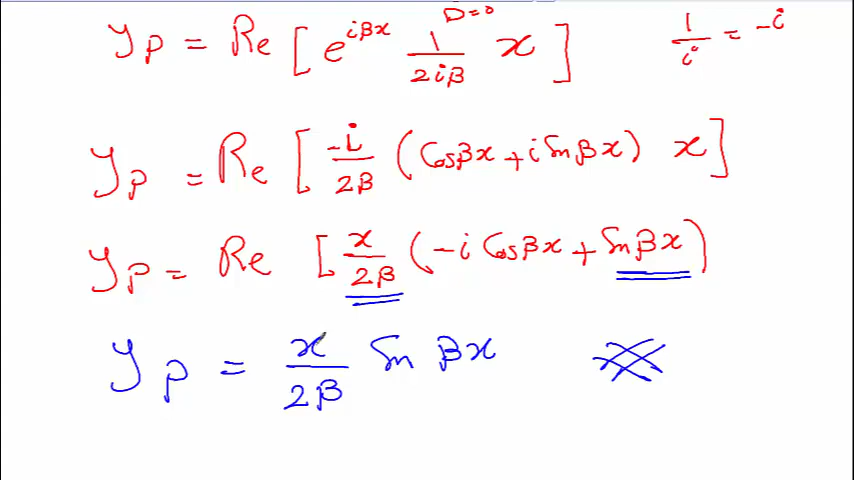 D=0
yp = Re [ e^{iβx} 1/(2iβ) x ]    1/i = -i
yp = Re [ -i/(2β) (Cosβx + i Sinβx) x ]
yp = Re [ x/(2β) (-i Cosβx + Sinβx)
yp = x/(2β) Sin βx